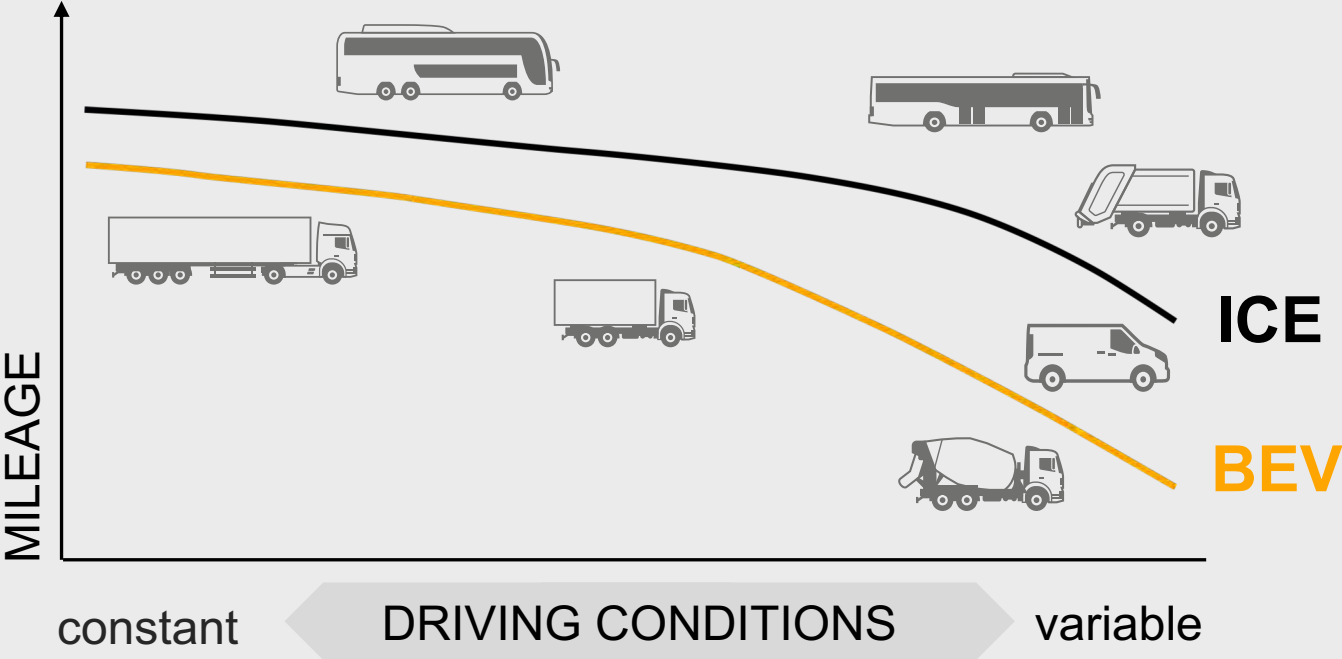 MILEAGE
ICE
BEV
constant
DRIVING CONDITIONS
variable